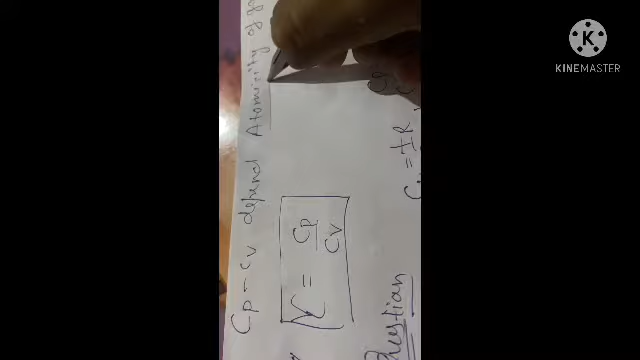 Cp - Cv depend Atomicity of
γ = Cp/Cv
Question
KINEMASTER